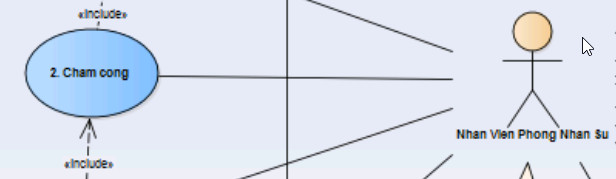 «include»
2. Cham cong
Nhan Vien Phong Nhan Su
«include»